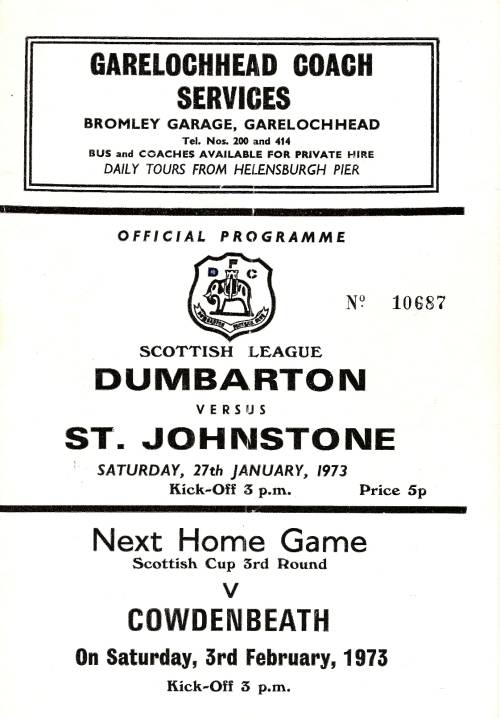 GARELOCHHEAD COACH
SERVICES
BROMLEY GARAGE, GARELOCHHEAD
Tel. Nos. 200 and 414
BUS and COACHES AVAILABLE FOR PRIVATE HIRE
DAILY TOURS FROM HELENSBURGH PIER
OFFICIAL PROGRAMME
D F C
Nº 10687
SCOTTISH LEAGUE
DUMBARTON
VERSUS
ST. JOHNSTONE
SATURDAY, 27th JANUARY, 1973
Kick-Off 3 p.m. Price 5p
Next Home Game
Scottish Cup 3rd Round
V
COWDENBEATH
On Saturday, 3rd February, 1973
Kick-Off 3 p.m.